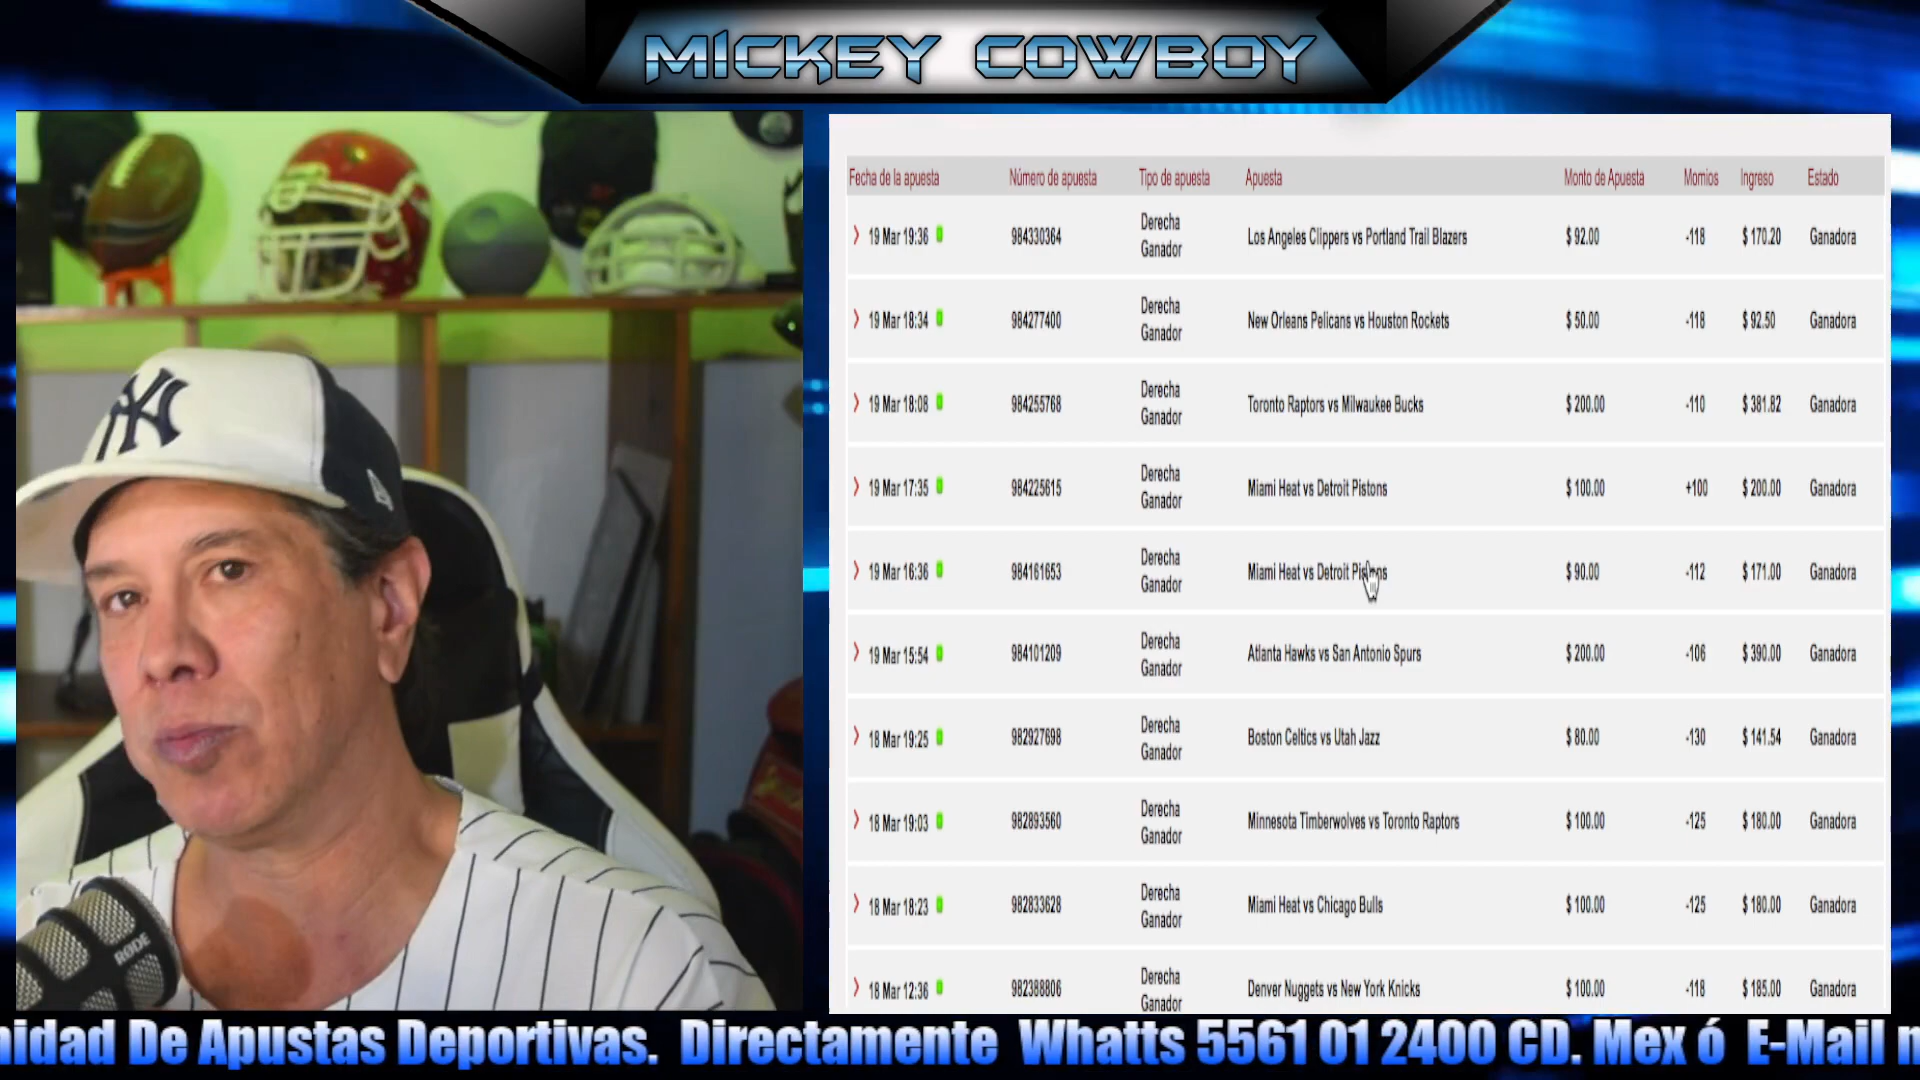 MICKEY COWBOY
Fecha de la apuesta Número de apuesta Tipo de apuesta Apuesta Monto de Apuesta Momios Ingreso Estado
19 Mar 19:36 984330364 Derecha Ganador Los Angeles Clippers vs Portland Trail Blazers $ 92.00 -118 $ 170.20 Ganadora
19 Mar 18:34 984277400 Derecha Ganador New Orleans Pelicans vs Houston Rockets $ 50.00 -118 $ 92.50 Ganadora
19 Mar 18:08 984255768 Derecha Ganador Toronto Raptors vs Milwaukee Bucks $ 200.00 -110 $ 381.82 Ganadora
19 Mar 17:35 984225615 Derecha Ganador Miami Heat vs Detroit Pistons $ 100.00 +100 $ 200.00 Ganadora
19 Mar 16:36 984161653 Derecha Ganador Miami Heat vs Detroit Pistons $ 90.00 -112 $ 171.00 Ganadora
19 Mar 15:54 984101209 Derecha Ganador Atlanta Hawks vs San Antonio Spurs $ 200.00 -106 $ 390.00 Ganadora
18 Mar 19:25 982927698 Derecha Ganador Boston Celtics vs Utah Jazz $ 80.00 -130 $ 141.54 Ganadora
18 Mar 19:03 982893560 Derecha Ganador Minnesota Timberwolves vs Toronto Raptors $ 100.00 -125 $ 180.00 Ganadora
18 Mar 18:23 982833628 Derecha Ganador Miami Heat vs Chicago Bulls $ 100.00 -125 $ 180.00 Ganadora
18 Mar 12:36 982388806 Derecha Ganador Denver Nuggets vs New York Knicks $ 100.00 -118 $ 185.00 Ganadora
NY
RODE
nidad De Apuestas Deportivas. Directamente Whatts 5561 01 2400 CD. Mex ó E-Mail